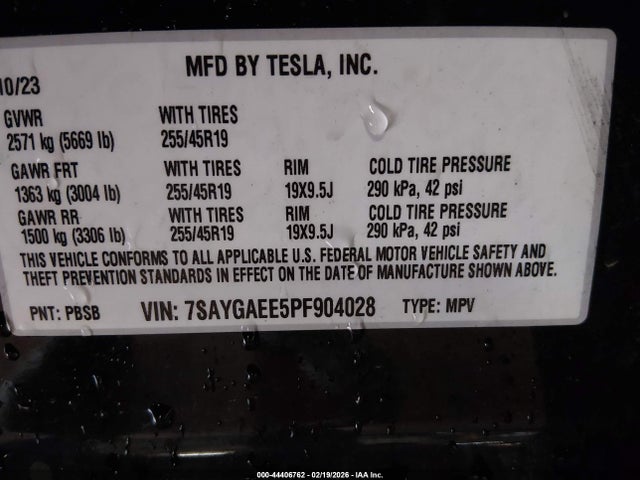 MFD BY TESLA, INC.
10/23
GVWR WITH TIRES
2571 kg (5669 lb) 255/45R19
GAWR FRT WITH TIRES RIM COLD TIRE PRESSURE
1363 kg (3004 lb) 255/45R19 19X9.5J 290 kPa, 42 psi
GAWR RR WITH TIRES RIM COLD TIRE PRESSURE
1500 kg (3306 lb) 255/45R19 19X9.5J 290 kPa, 42 psi
THIS VEHICLE CONFORMS TO ALL APPLICABLE U.S. FEDERAL MOTOR VEHICLE SAFETY AND
THEFT PREVENTION STANDARDS IN EFFECT ON THE DATE OF MANUFACTURE SHOWN ABOVE.
PNT: PBSB VIN: 7SAYGAEE5PF904028 TYPE: MPV
000-44406762 - 02/19/2026 - IAA Inc.